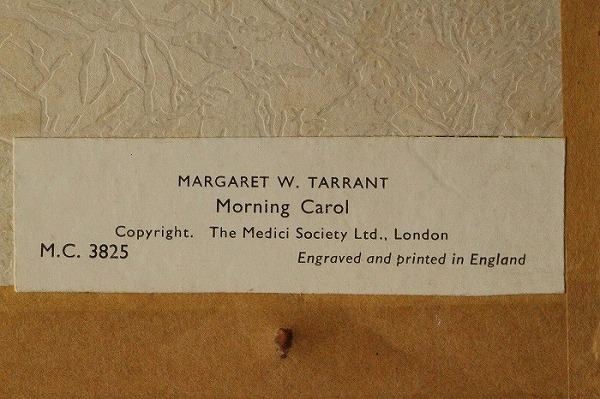 MARGARET W. TARRANT
Morning Carol
Copyright. The Medici Society Ltd., London
M.C. 3825
Engraved and printed in England